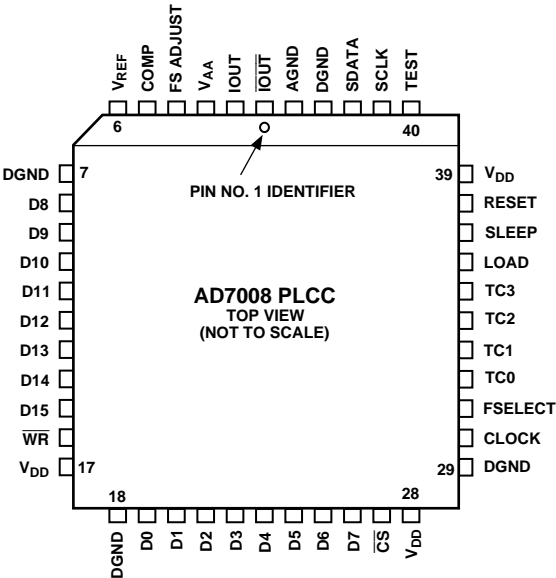 VREF
COMP
FS ADJUST
VAA
IOUT
I̅O̅U̅T̅
AGND
DGND
SDATA
SCLK
TEST
6
40
PIN NO. 1 IDENTIFIER
DGND
7
D8
D9
D10
D11
D12
D13
D14
D15
W̅R̅
VDD
17
39
VDD
RESET
SLEEP
LOAD
TC3
TC2
TC1
TC0
FSELECT
CLOCK
29
DGND
AD7008 PLCC
TOP VIEW
(NOT TO SCALE)
18
28
DGND
D0
D1
D2
D3
D4
D5
D6
D7
C̅S̅
VDD